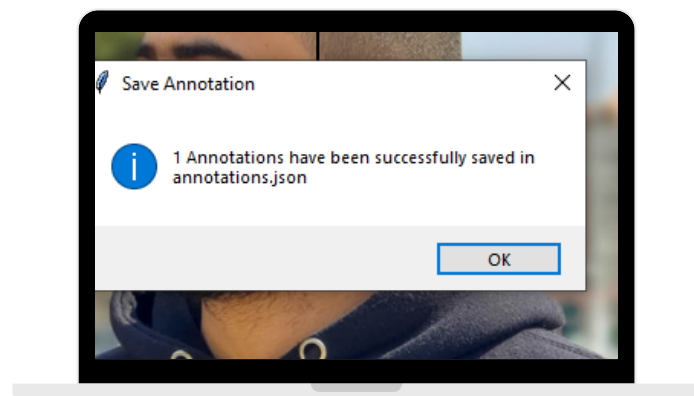 Save Annotation
1 Annotations have been successfully saved in
annotations.json
OK